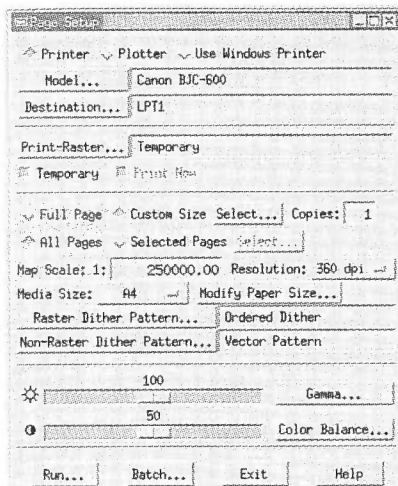 Page Setup
Printer Plotter Use Windows Printer
Model... Canon BJC-600
Destination... LPT1
Print-Raster... Temporary
Temporary Print Now
Full Page Custom Size Select... Copies: 1
All Pages Selected Pages Select...
Map Scale: 1: 250000.00 Resolution: 360 dpi
Media Size: A4 Modify Paper Size...
Raster Dither Pattern... Ordered Dither
Non-Raster Dither Pattern... Vector Pattern
100
Gamma...
50
Color Balance...
Run... Batch... Exit Help